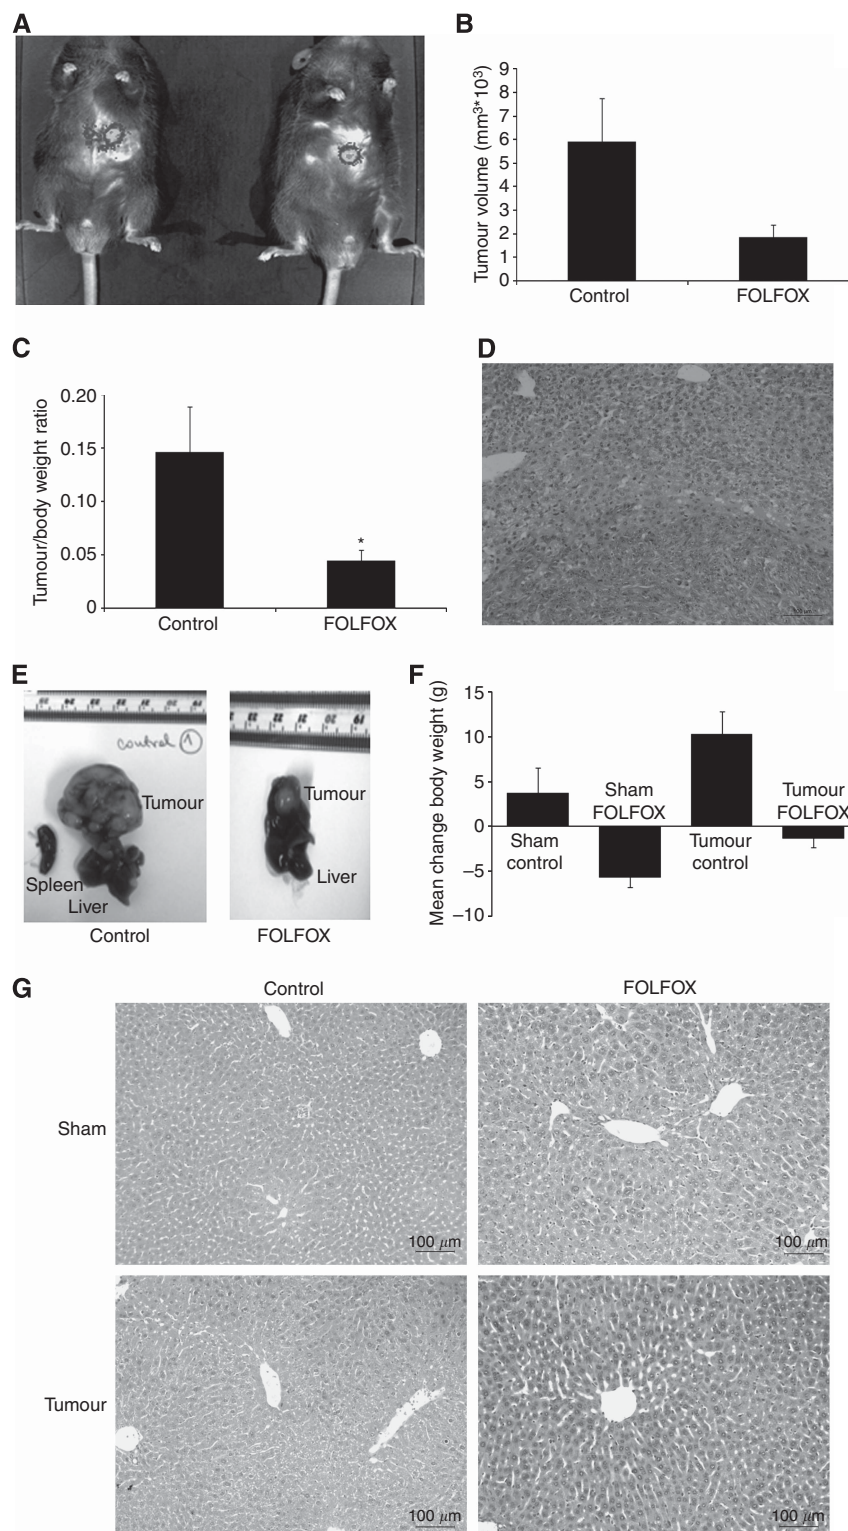 A
B
Tumour volume (mm³*10³)
9
8
7
6
5
4
3
2
1
0
Control
FOLFOX
C
Tumour/body weight ratio
0.20
0.15
0.10
0.05
0
*
Control
FOLFOX
D
E
control 1
Tumour
Spleen
Liver
Control
Tumour
Liver
FOLFOX
F
Mean change body weight (g)
15
10
5
0
–5
–10
Sham
control
Sham
FOLFOX
Tumour
control
Tumour
FOLFOX
G
Control
FOLFOX
Sham
100 μm
100 μm
Tumour
100 μm
100 μm